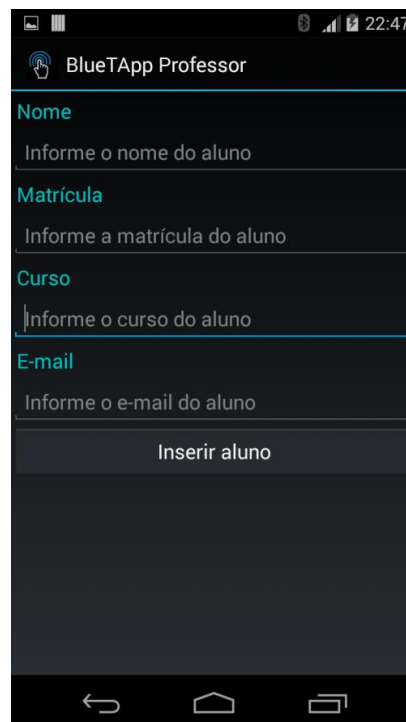 22:47
BlueTApp Professor
Nome
Informe o nome do aluno
Matrícula
Informe a matrícula do aluno
Curso
Informe o curso do aluno
E-mail
Informe o e-mail do aluno
Inserir aluno